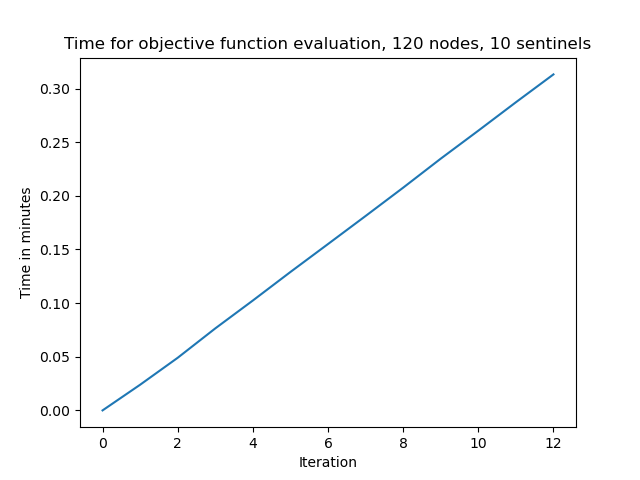 Time for objective function evaluation, 120 nodes, 10 sentinels
0.30
0.25
0.20
0.15
0.10
0.05
0.00
Time in minutes
0 2 4 6 8 10 12
Iteration